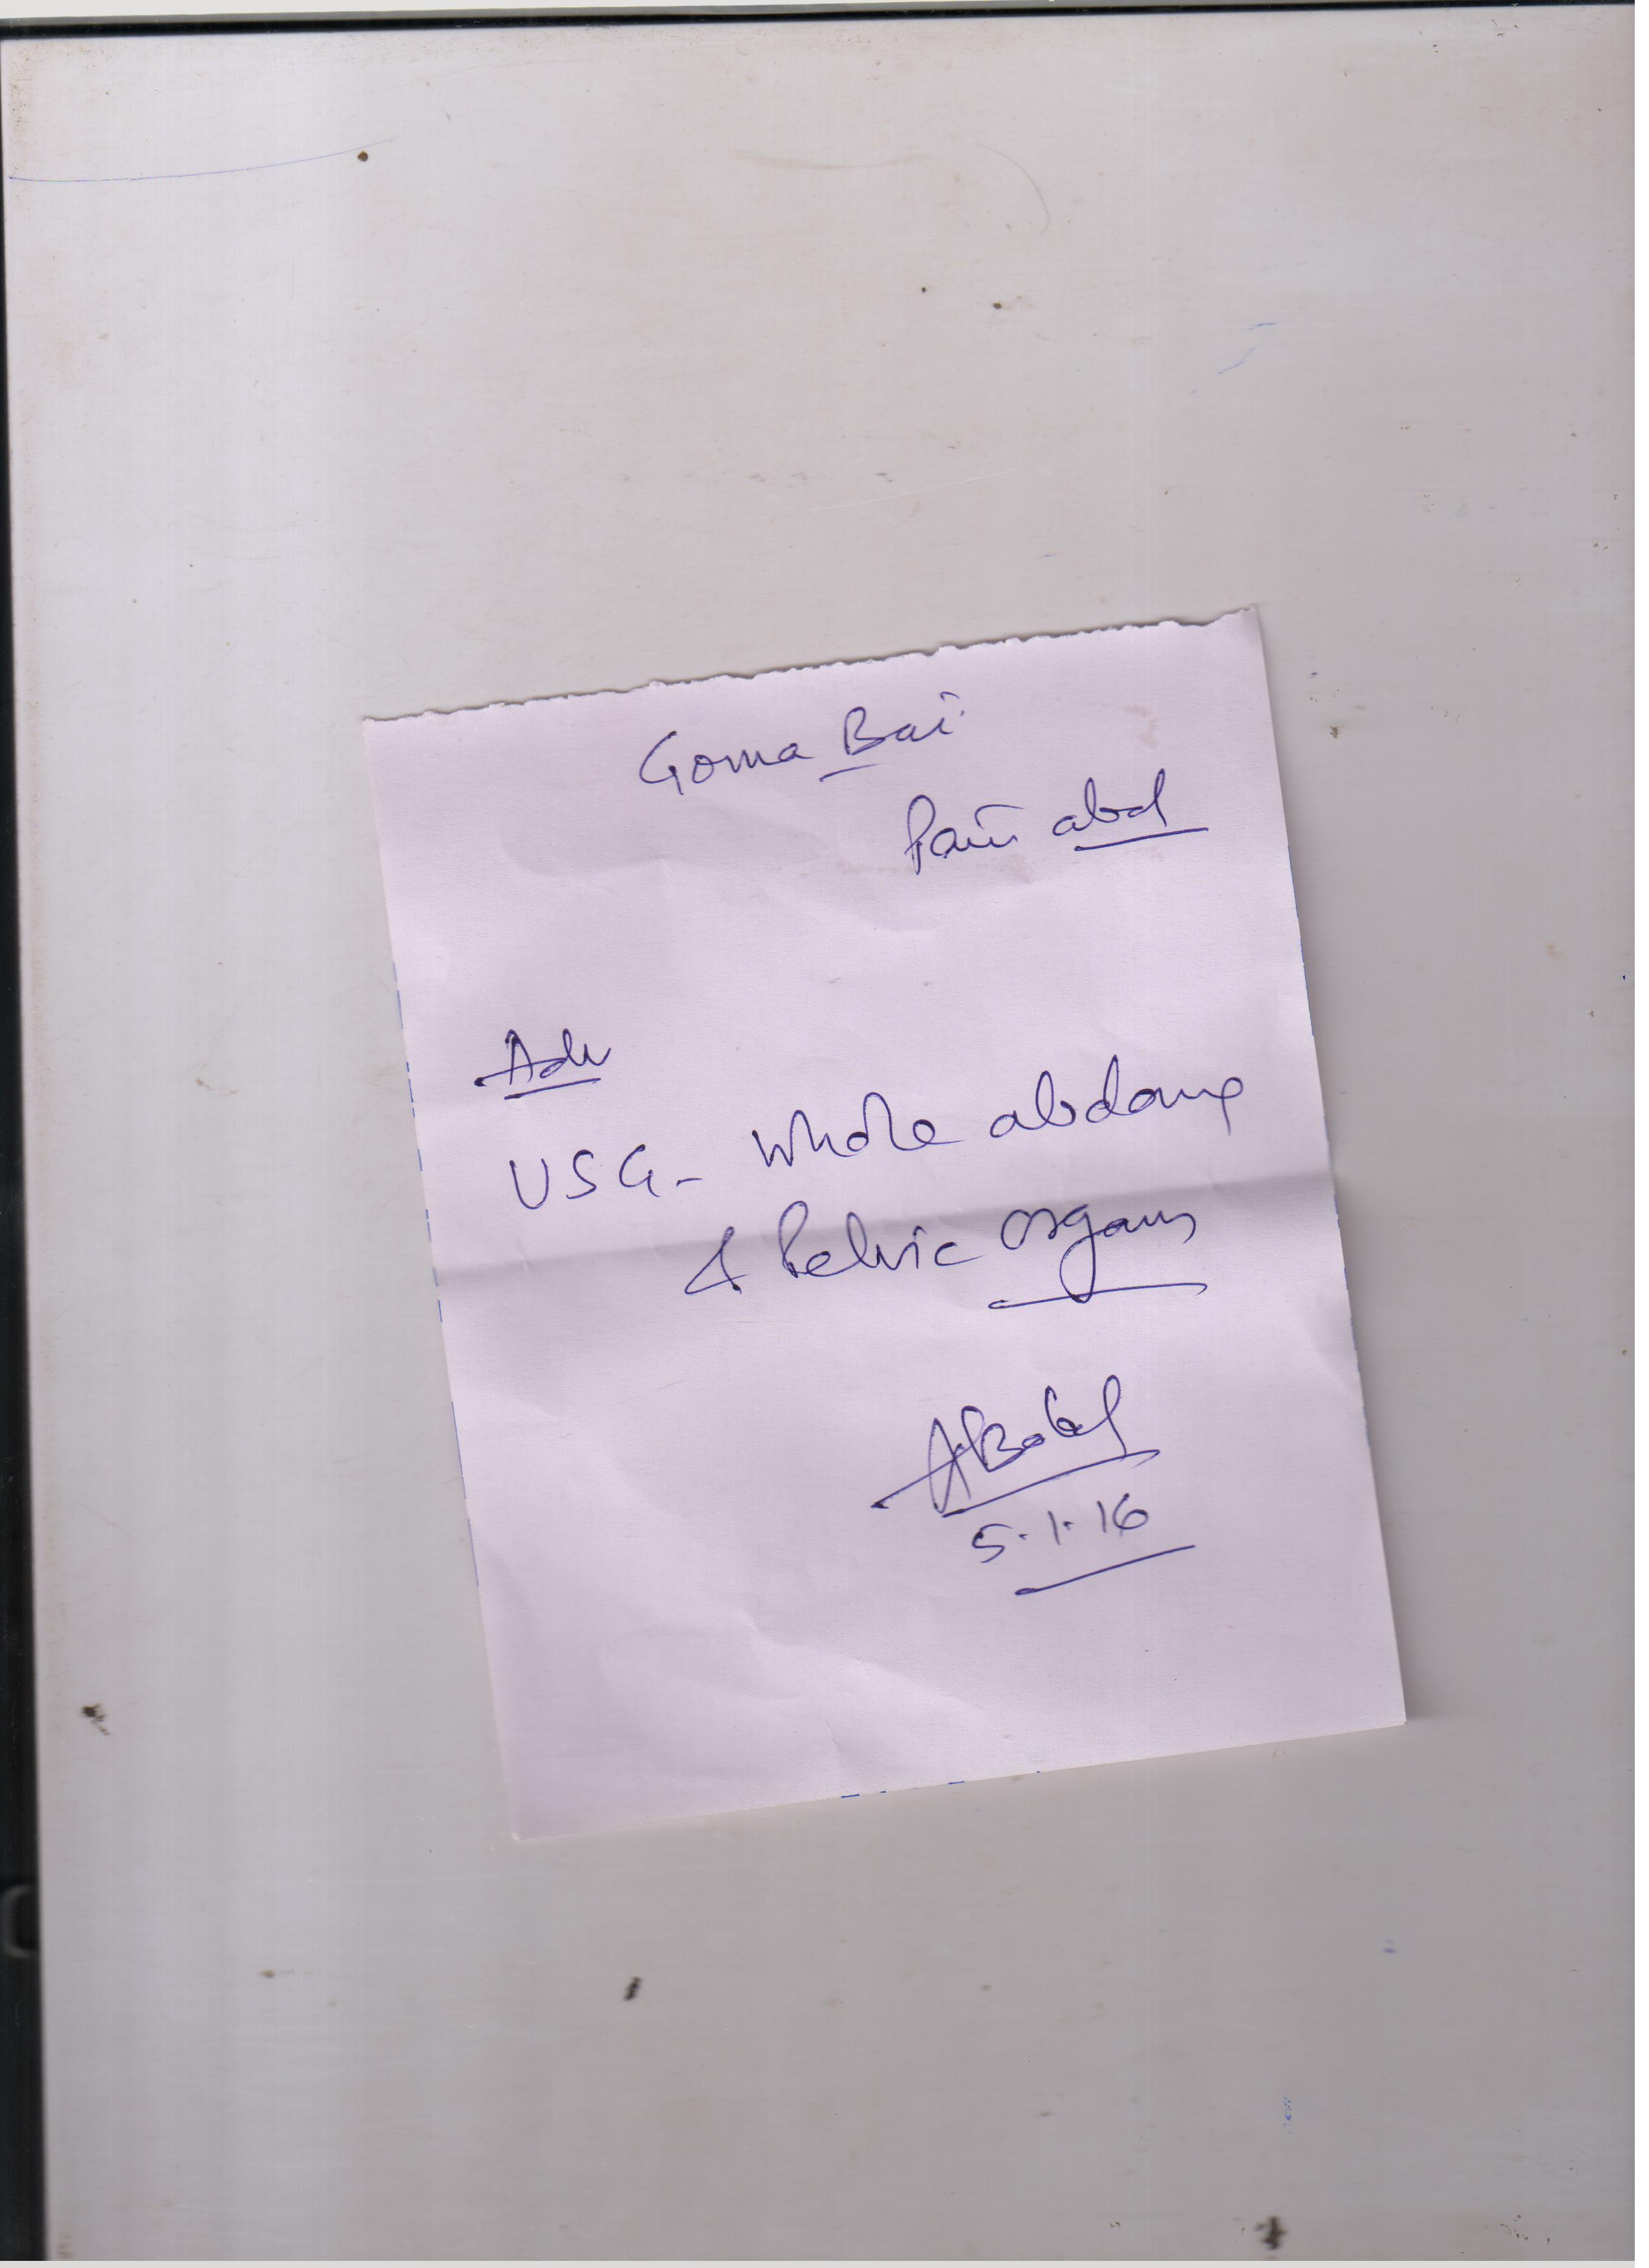 Goma Bai
Pain abd
Adv
USG- Whole abdomen
& Pelvic organs
5.1.16